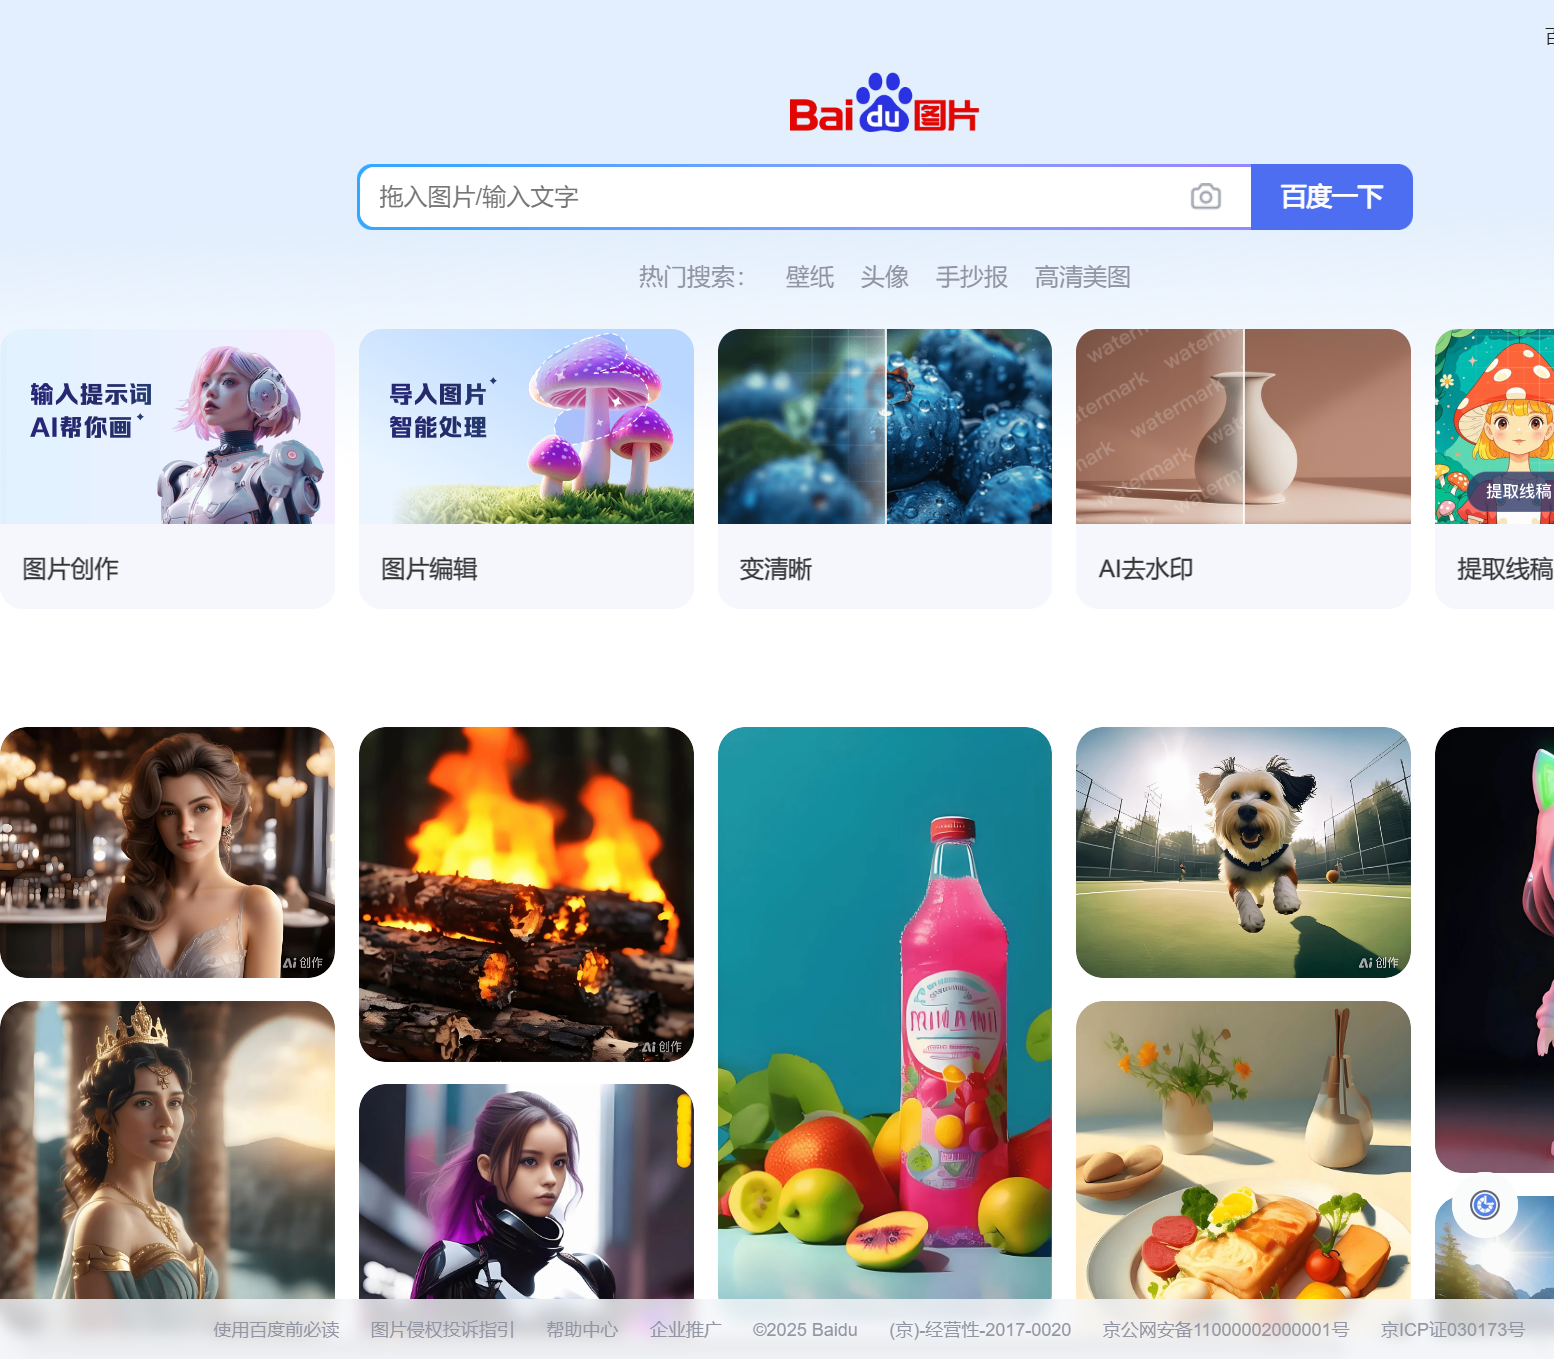 百
Baidu图片
拖入图片/输入文字
百度一下
热门搜索： 壁纸 头像 手抄报 高清美图
输入提示词
AI帮你画
导入图片
智能处理
watermark
watermark
watermark
watermark
提取线稿
图片创作
图片编辑
变清晰
AI去水印
提取线稿
Ai 创作
Ai 创作
Ai 创作
使用百度前必读 图片侵权投诉指引 帮助中心 企业推广 ©2025 Baidu (京)-经营性-2017-0020 京公网安备11000002000001号 京ICP证030173号